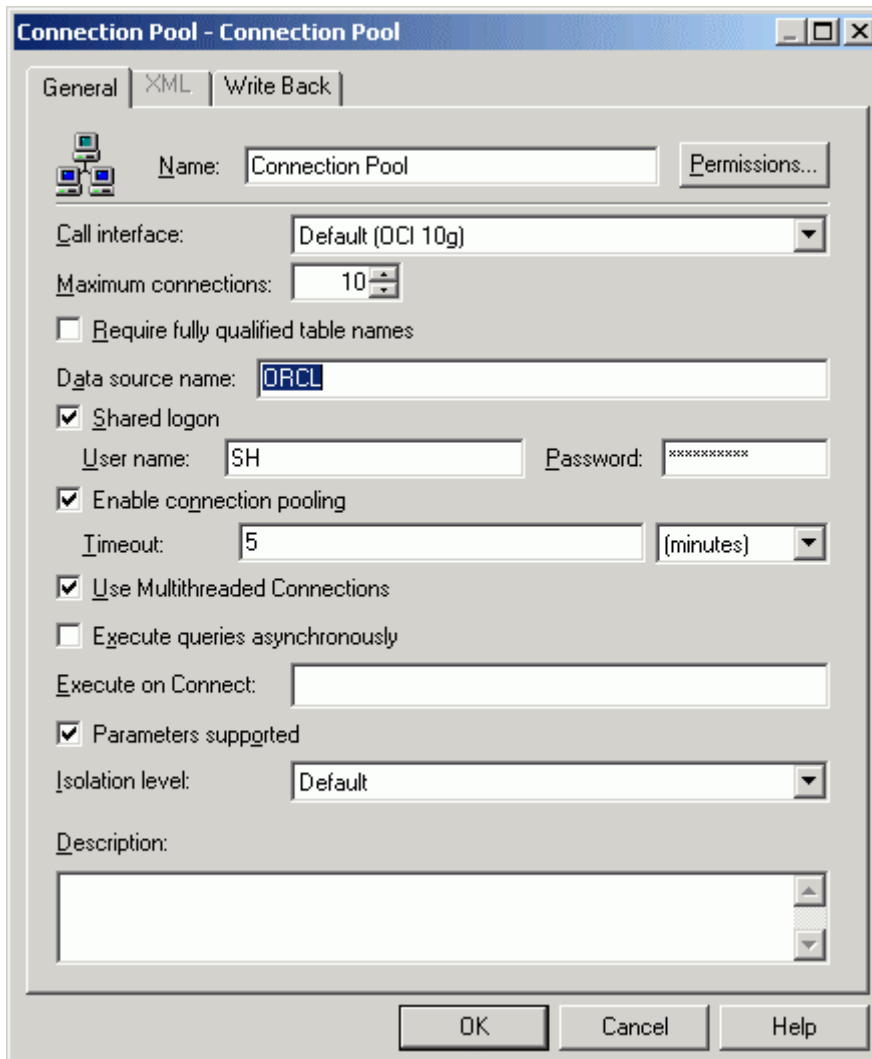 Connection Pool - Connection Pool
General XML Write Back
Name: Connection Pool Permissions...
Call interface: Default (OCI 10g)
Maximum connections: 10
Require fully qualified table names
Data source name: ORCL
Shared logon
User name: SH Password: **********
Enable connection pooling
Timeout: 5 (minutes)
Use Multithreaded Connections
Execute queries asynchronously
Execute on Connect:
Parameters supported
Isolation level: Default
Description:
OK Cancel Help